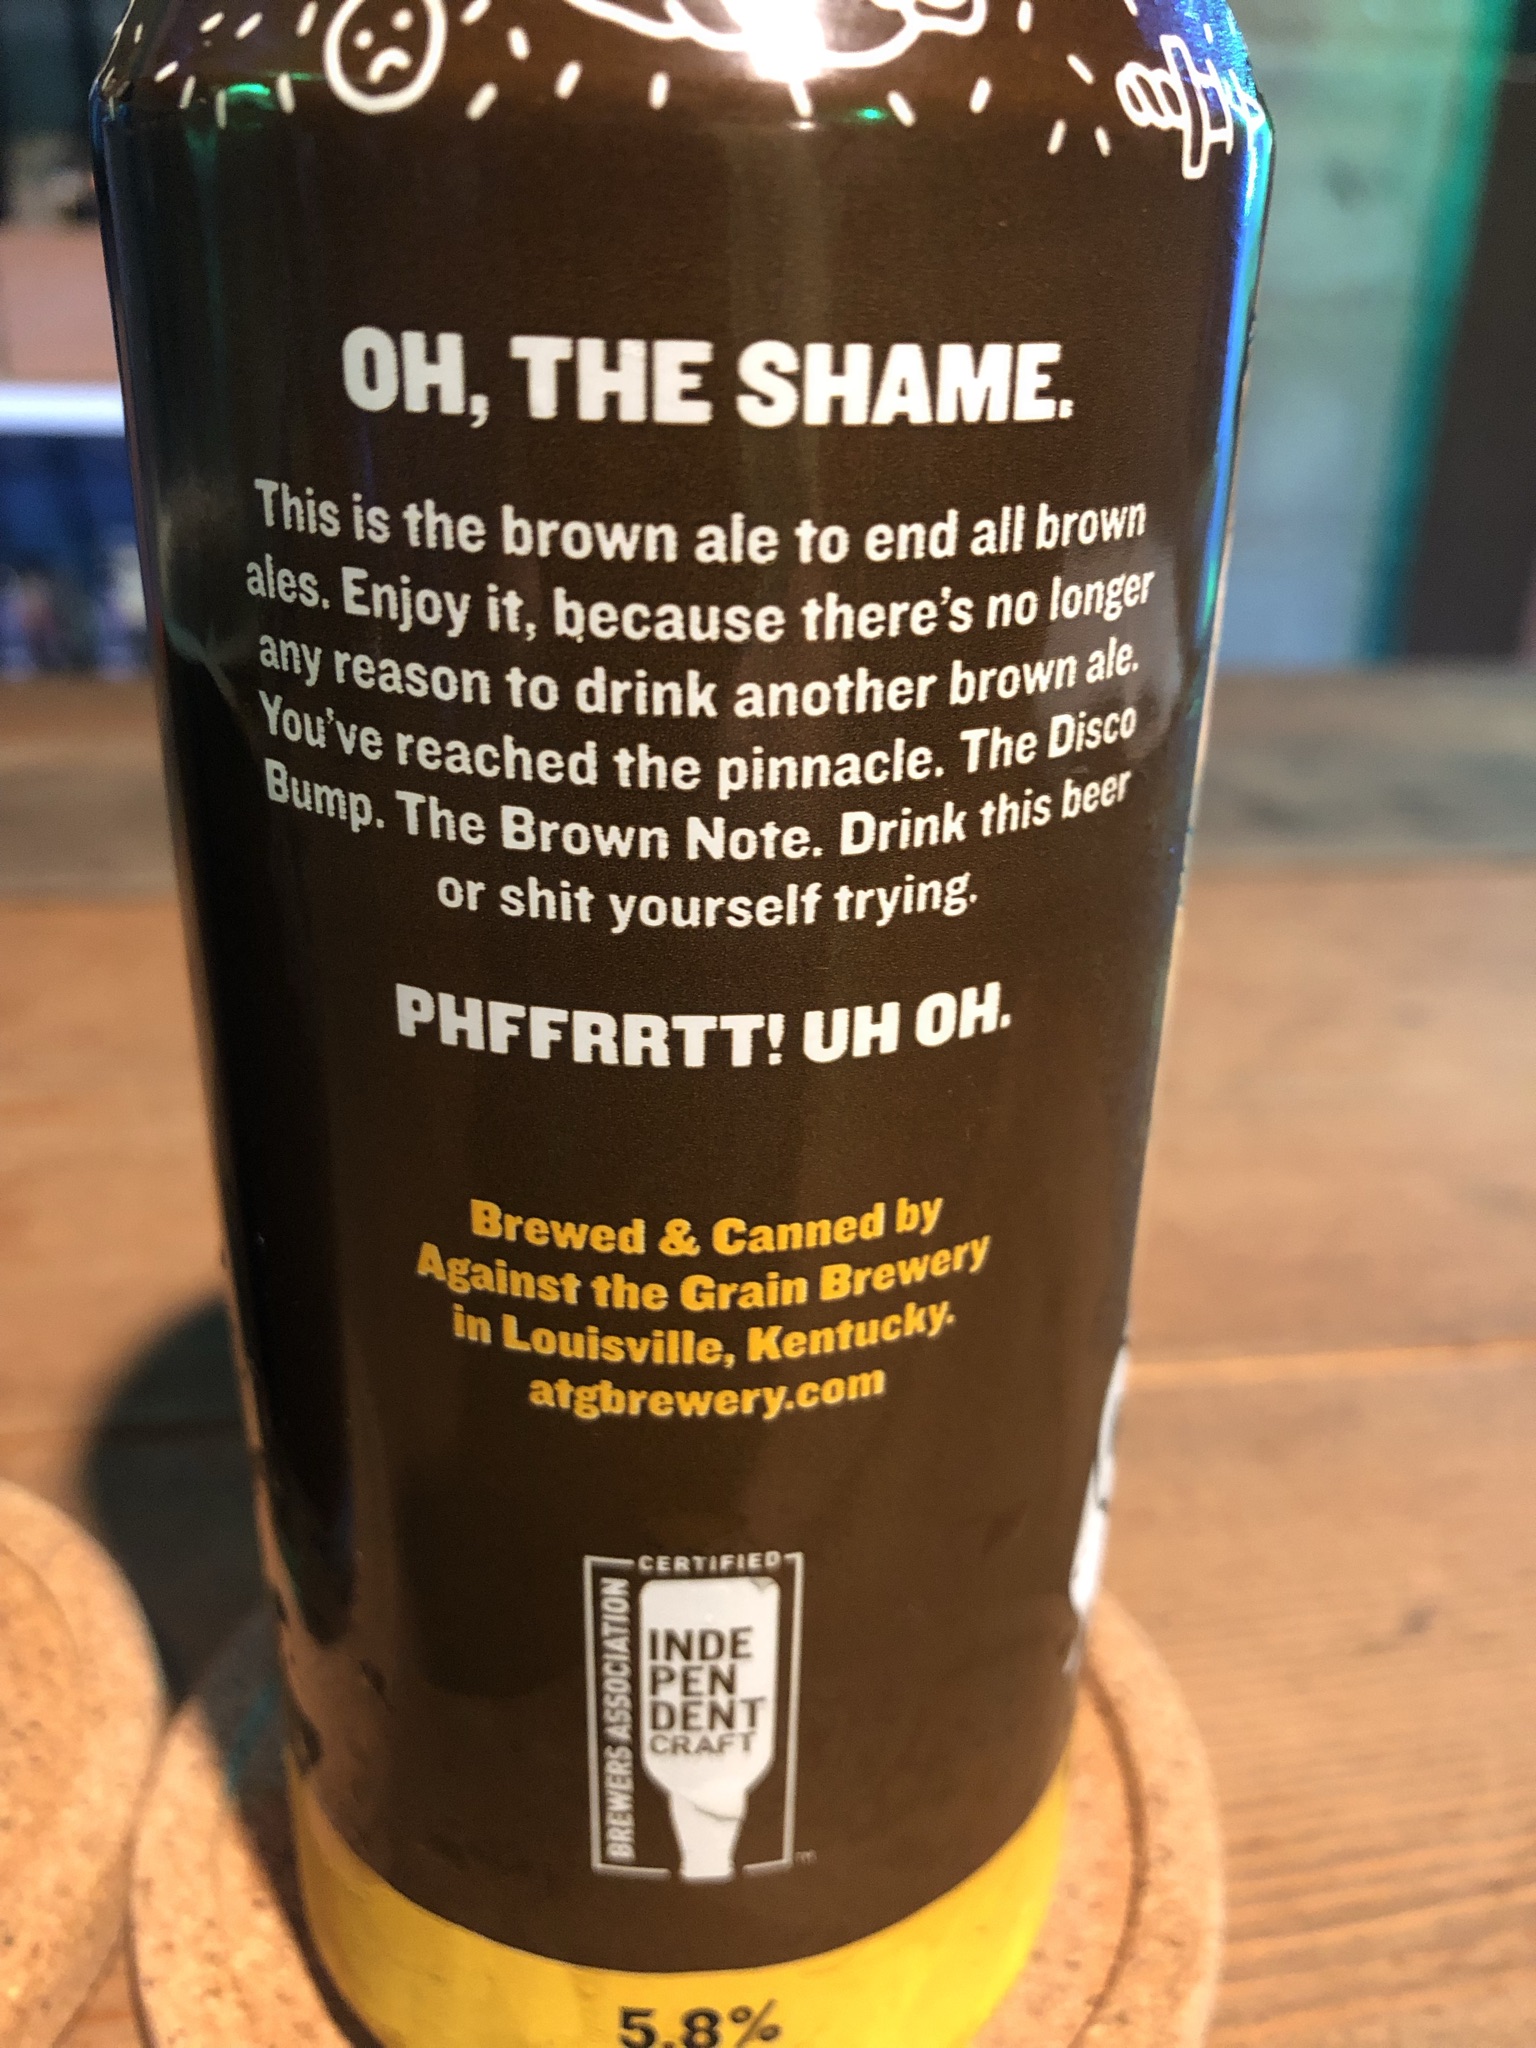 OH, THE SHAME.
This is the brown ale to end all brown
ales. Enjoy it, because there's no longer
any reason to drink another brown ale.
You've reached the pinnacle. The Disco
Bump. The Brown Note. Drink this beer
or shit yourself trying.
PHFFRRTT! UH OH.
Brewed & Canned by
Against the Grain Brewery
in Louisville, Kentucky.
atgbrewery.com
CERTIFIED
BREWERS ASSOCIATION
INDE
PEN
DENT
CRAFT
TM
5.8%